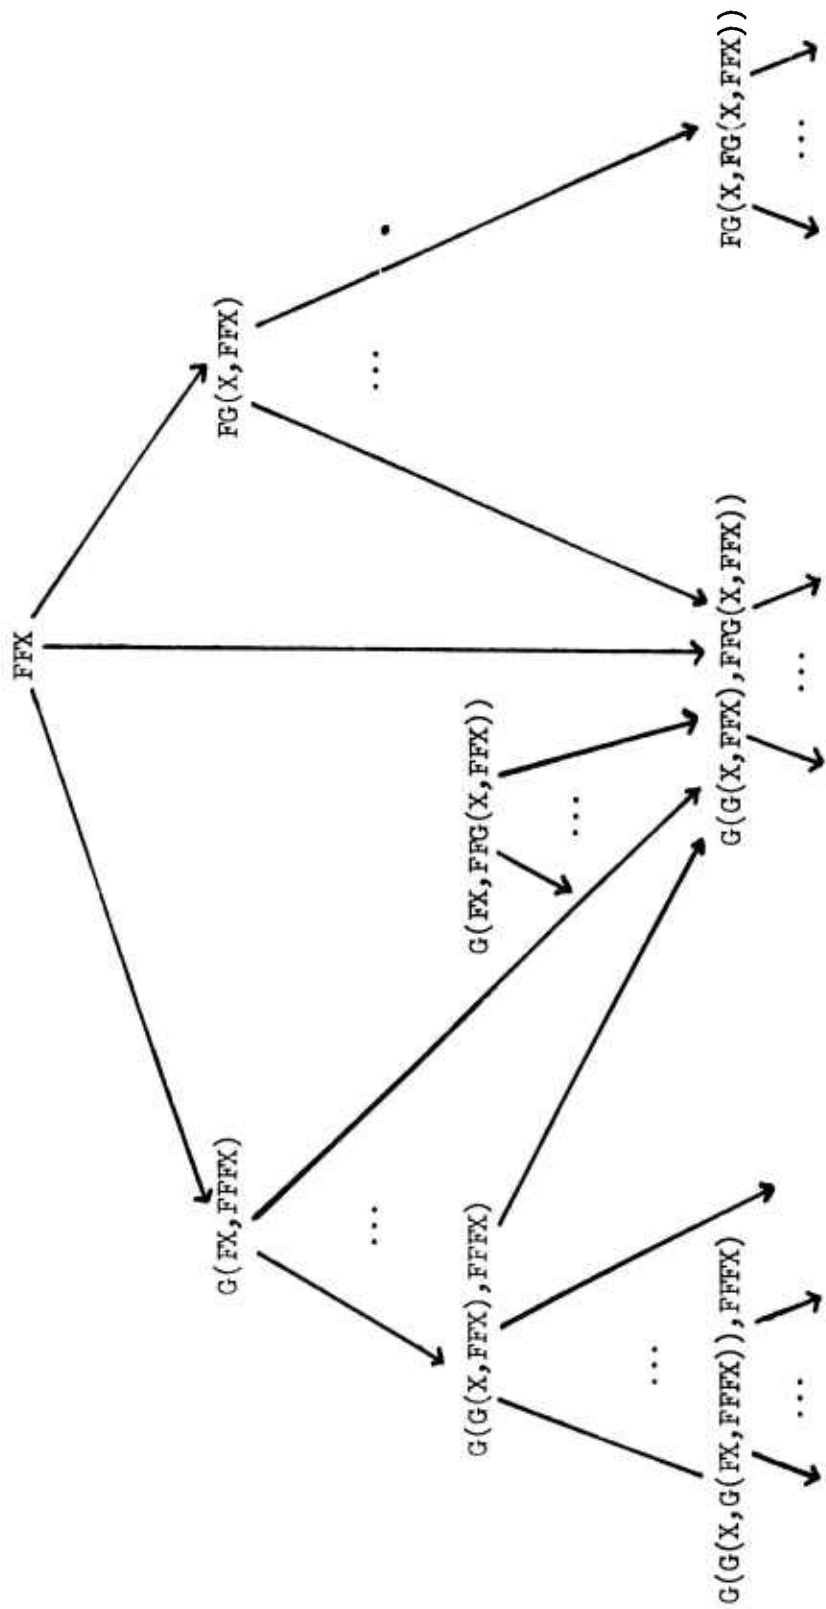 FFX
G(FX,FFFX) FG(X,FFX)
... ...
G(G(X,FFX),FFFX) G(FX,FFG(X,FFX))
...
...
G(G(X,G(FX,FFFX)),FFFX) G(G(X,FFX),FFG(X,FFX)) FG(X,FG(X,FFX))
... ... ...